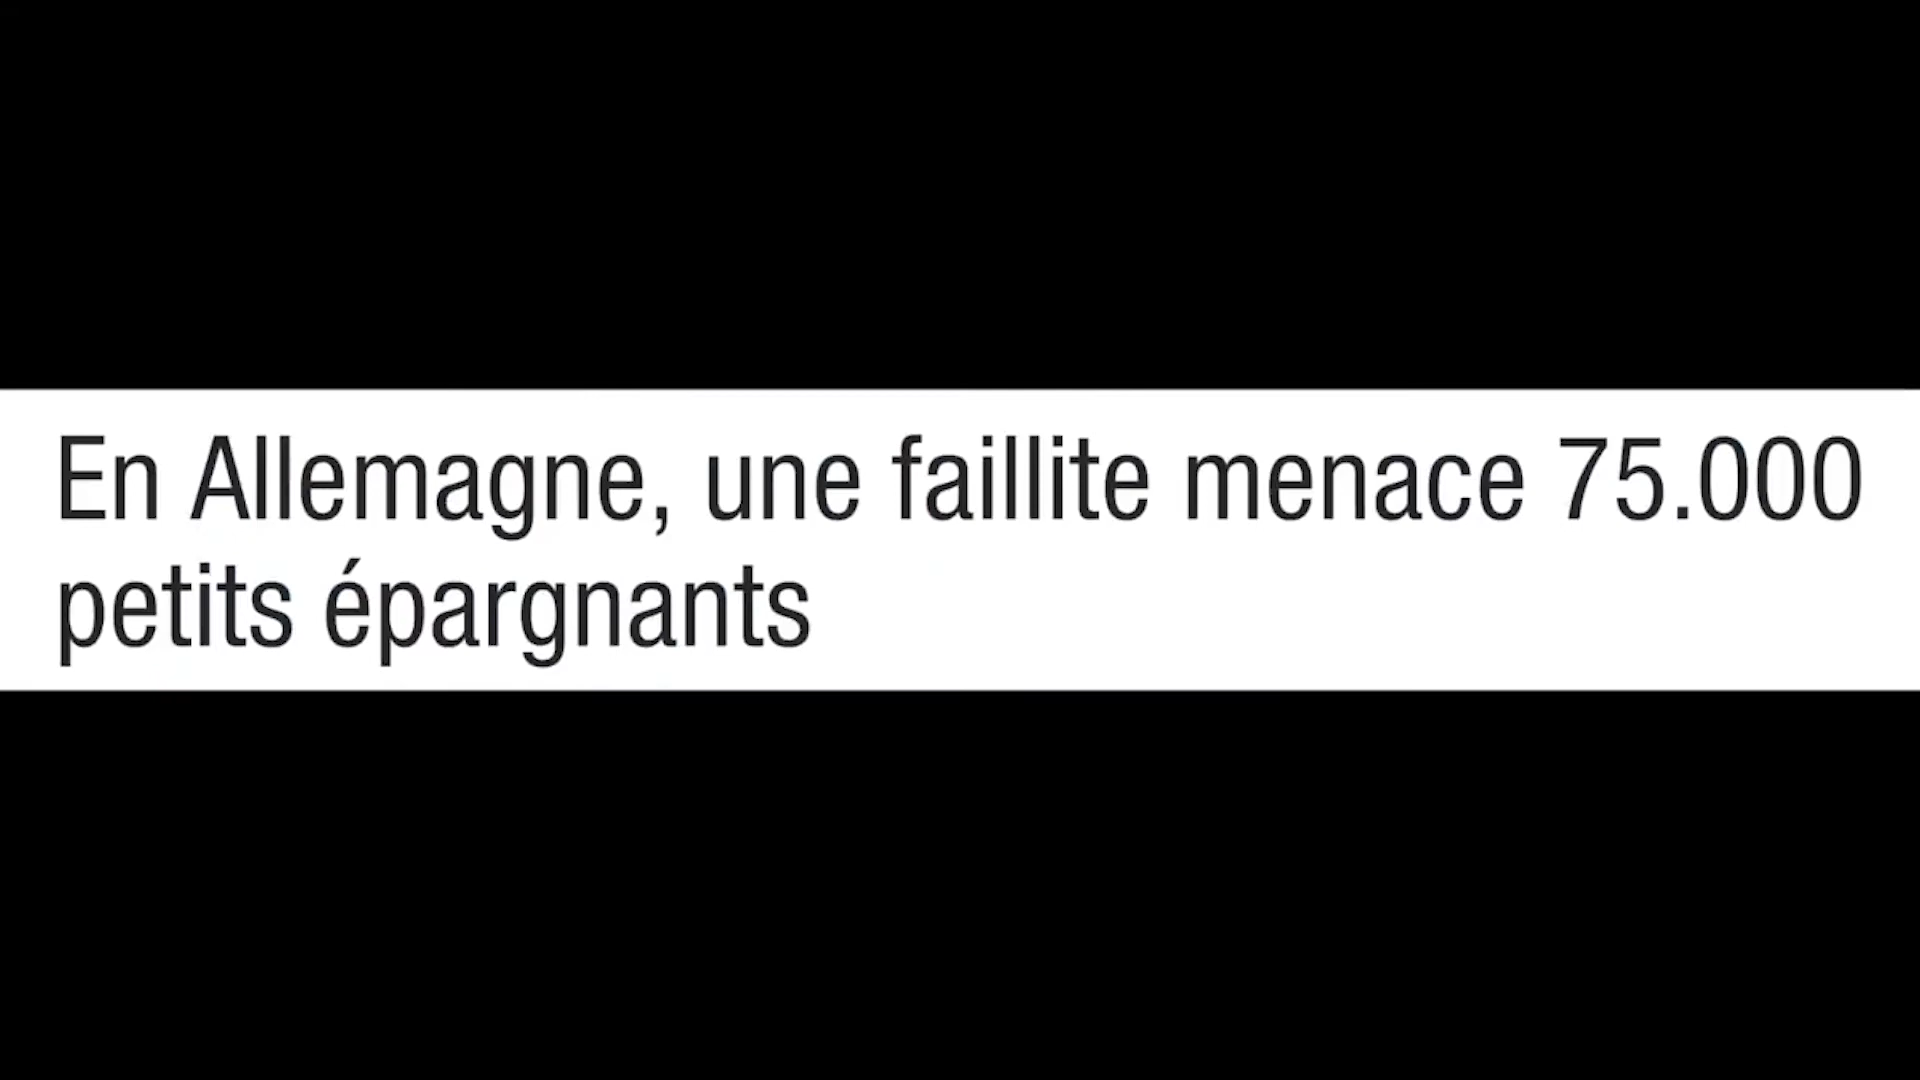 En Allemagne, une faillite menace 75.000
petits épargnants